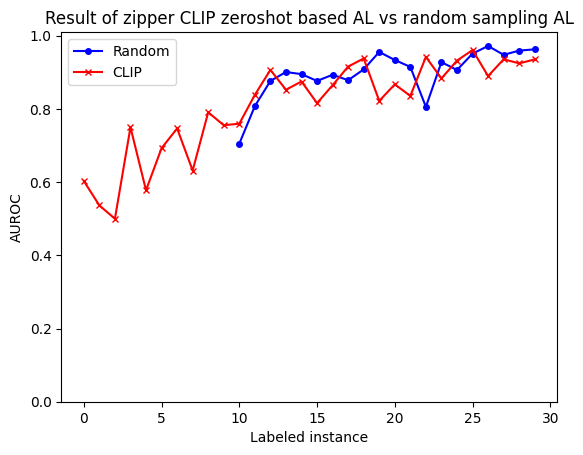 Result of zipper CLIP zeroshot based AL vs random sampling AL
Random
CLIP
1.0
0.8
0.6
0.4
0.2
0.0
AUROC
0 5 10 15 20 25 30
Labeled instance